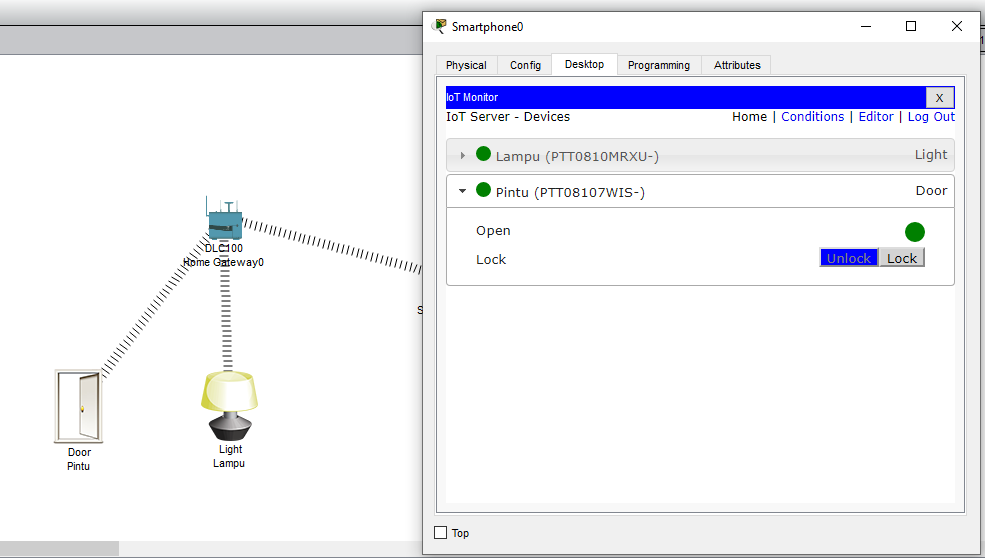 Smartphone0
Physical Config Desktop Programming Attributes
IoT Monitor X
IoT Server - Devices Home | Conditions | Editor | Log Out
Lampu (PTT0810MRXU-) Light
Pintu (PTT08107WIS-) Door
Open
Lock Unlock Lock
Top
DLC100
Home Gateway0
Door
Pintu
Light
Lampu